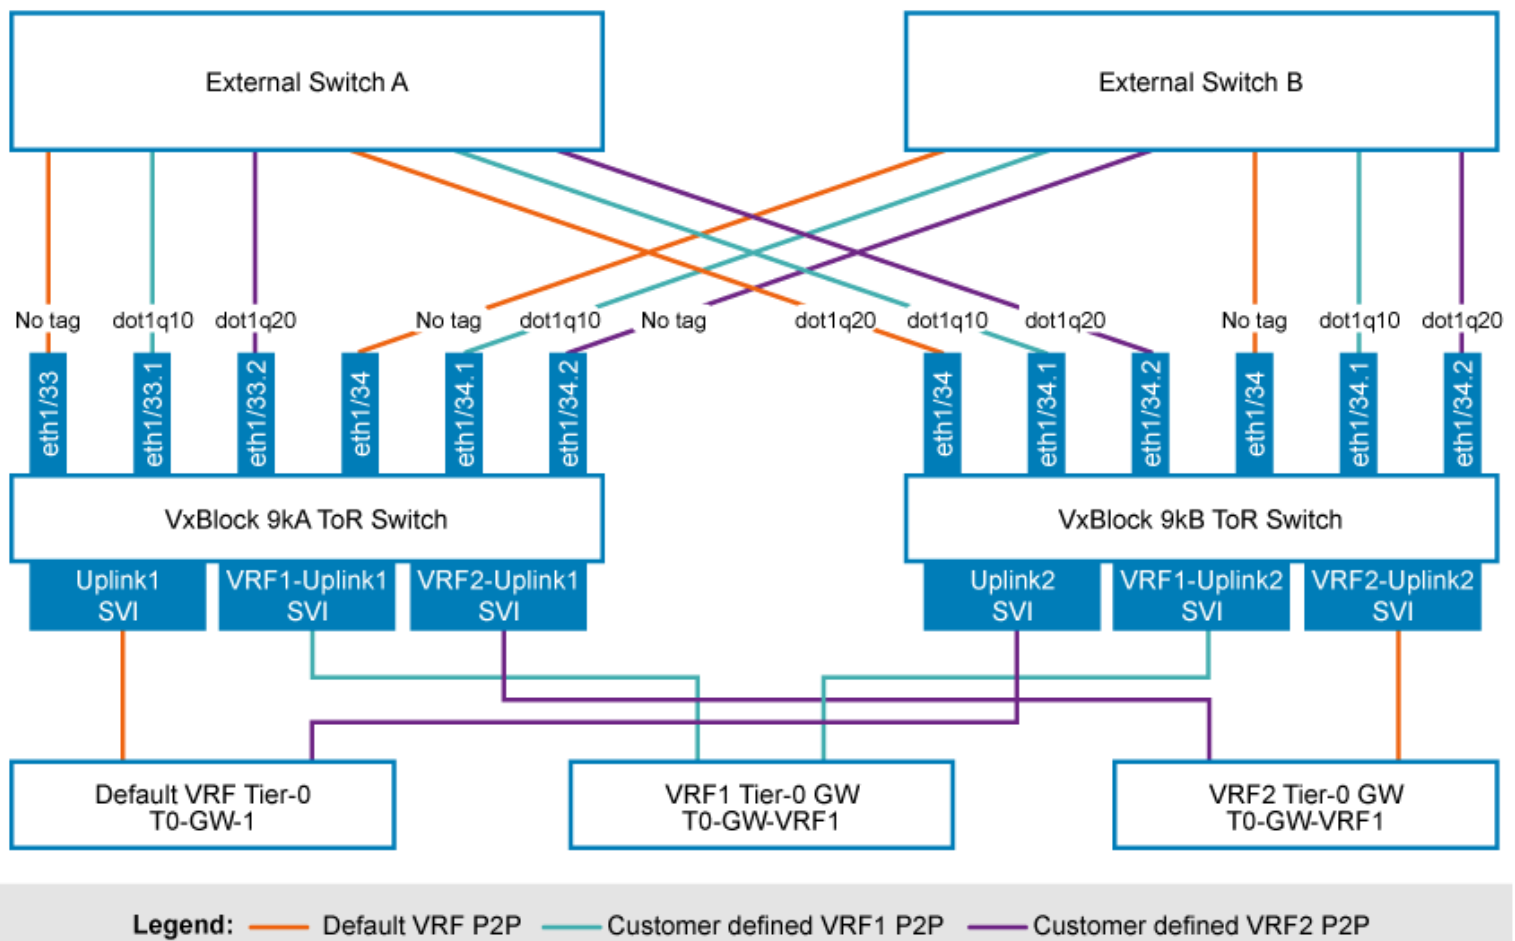 External Switch A
External Switch B
No tag
dot1q10
dot1q20
No tag
dot1q10
No tag
dot1q20
dot1q10
dot1q20
No tag
dot1q10
dot1q20
eth1/33
eth1/33.1
eth1/33.2
eth1/34
eth1/34.1
eth1/34.2
eth1/34
eth1/34.1
eth1/34.2
eth1/34
eth1/34.1
eth1/34.2
VxBlock 9kA ToR Switch
VxBlock 9kB ToR Switch
Uplink1
SVI
VRF1-Uplink1
SVI
VRF2-Uplink1
SVI
Uplink2
SVI
VRF1-Uplink2
SVI
VRF2-Uplink2
SVI
Default VRF Tier-0
T0-GW-1
VRF1 Tier-0 GW
T0-GW-VRF1
VRF2 Tier-0 GW
T0-GW-VRF1
Legend: Default VRF P2P Customer defined VRF1 P2P Customer defined VRF2 P2P